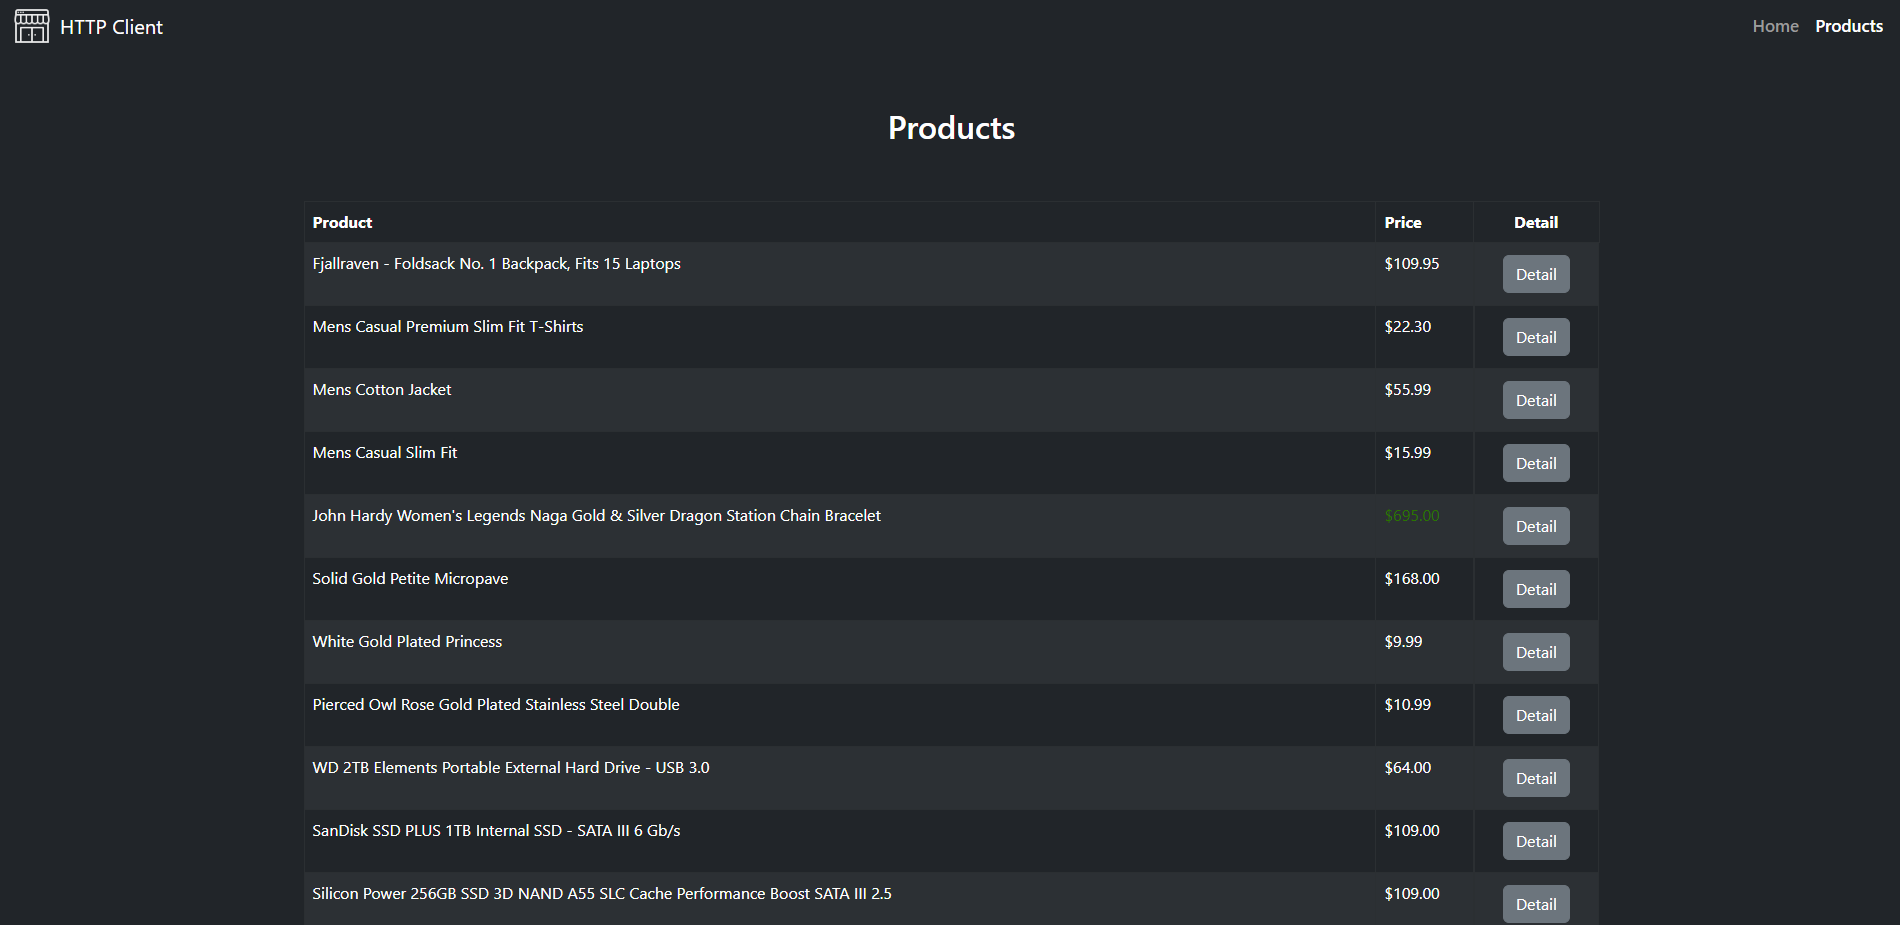 HTTP Client Home Products
Products
Product Price Detail
Fjallraven - Foldsack No. 1 Backpack, Fits 15 Laptops $109.95 Detail
Mens Casual Premium Slim Fit T-Shirts $22.30 Detail
Mens Cotton Jacket $55.99 Detail
Mens Casual Slim Fit $15.99 Detail
John Hardy Women's Legends Naga Gold & Silver Dragon Station Chain Bracelet $695.00 Detail
Solid Gold Petite Micropave $168.00 Detail
White Gold Plated Princess $9.99 Detail
Pierced Owl Rose Gold Plated Stainless Steel Double $10.99 Detail
WD 2TB Elements Portable External Hard Drive - USB 3.0 $64.00 Detail
SanDisk SSD PLUS 1TB Internal SSD - SATA III 6 Gb/s $109.00 Detail
Silicon Power 256GB SSD 3D NAND A55 SLC Cache Performance Boost SATA III 2.5 $109.00 Detail